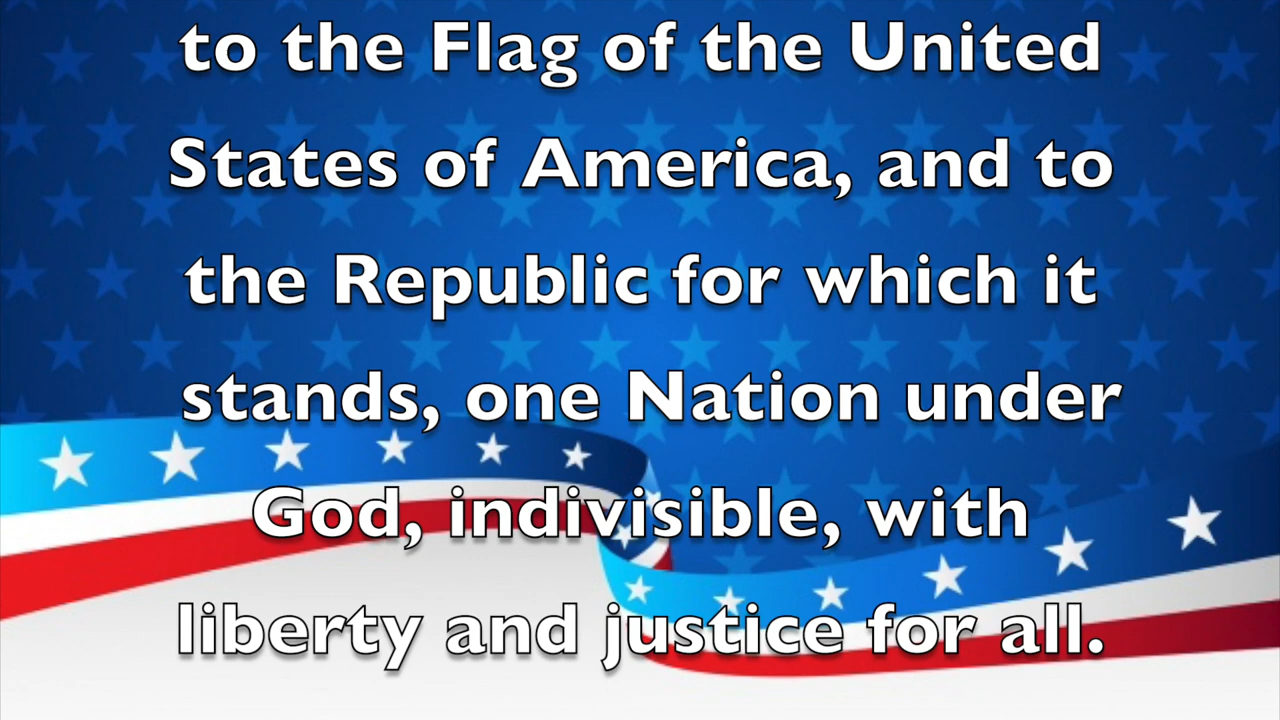 to the Flag of the United
States of America, and to
the Republic for which it
stands, one Nation under
God, indivisible, with
liberty and justice for all.